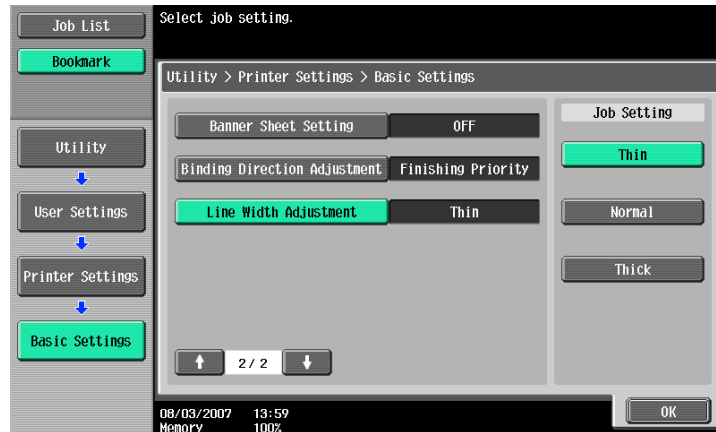 Job List
Bookmark
Utility
User Settings
Printer Settings
Basic Settings
Select job setting.
Utility > Printer Settings > Basic Settings
Banner Sheet Setting OFF
Binding Direction Adjustment Finishing Priority
Line Width Adjustment Thin
2/ 2
Job Setting
Thin
Normal
Thick
08/03/2007 13:59
Memory 100%
OK